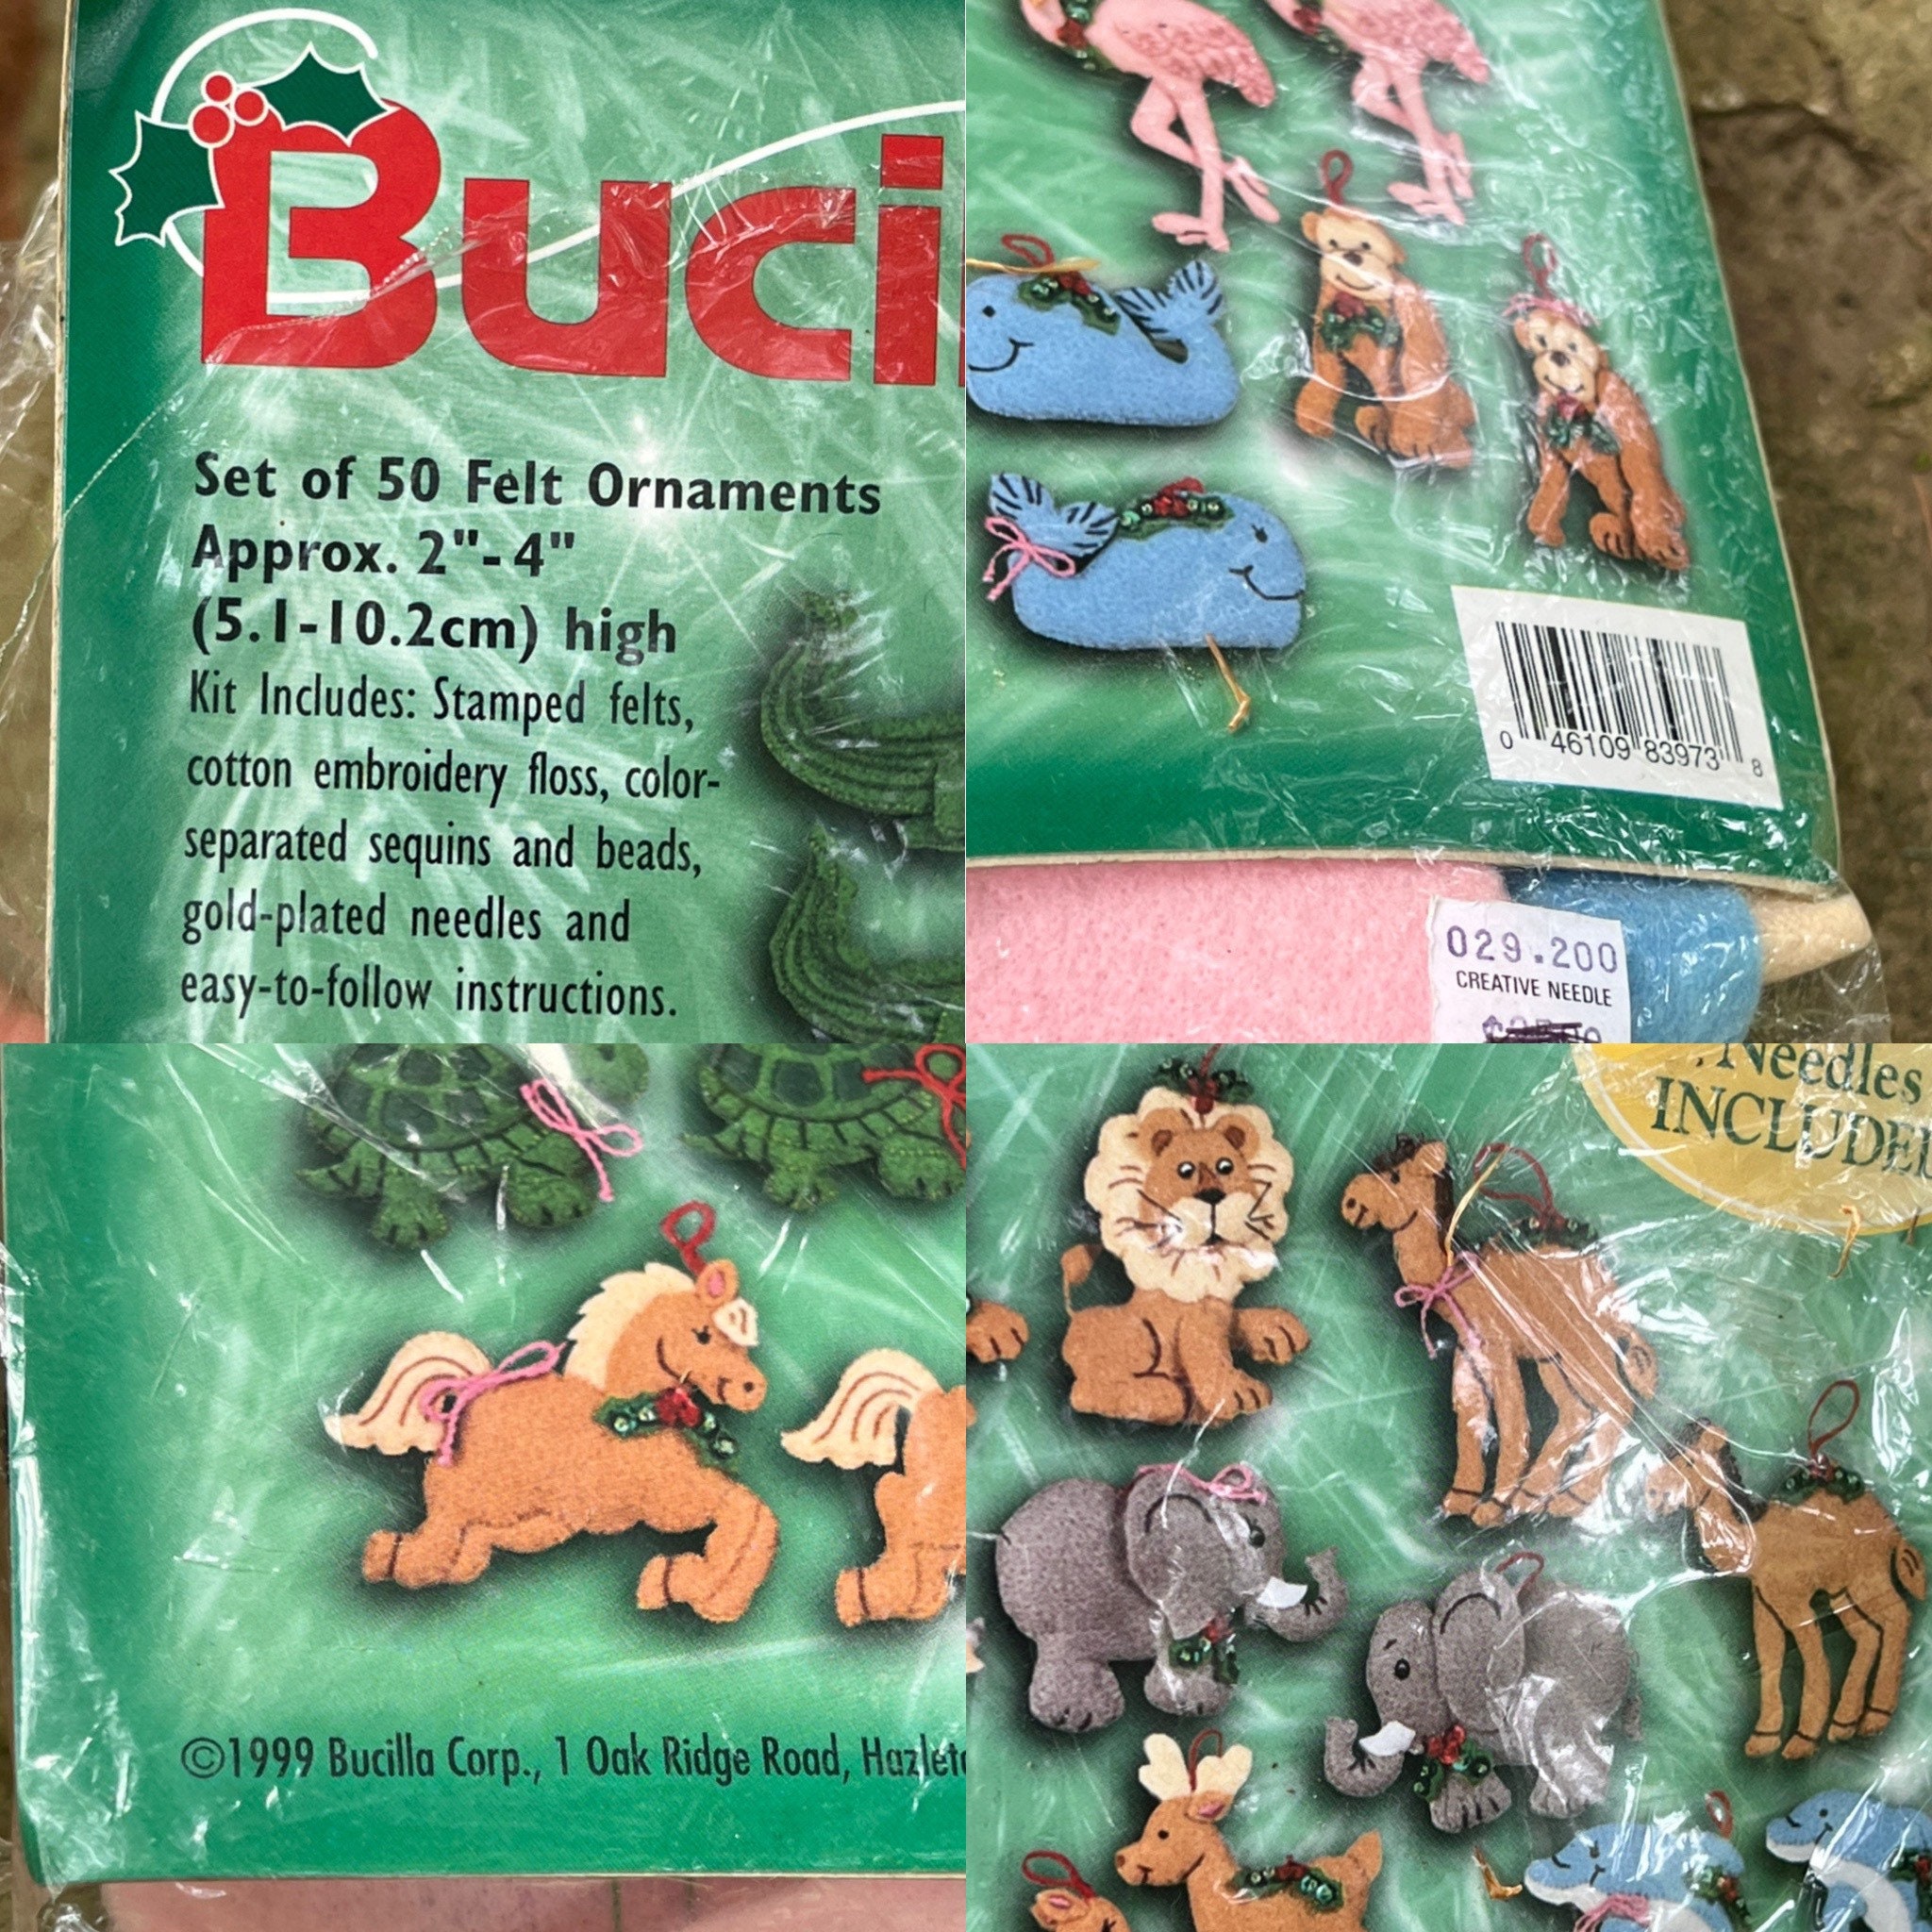 Buci
Set of 50 Felt Ornaments
Approx. 2"- 4"
(5.1-10.2cm) high
Kit Includes: Stamped felts,
cotton embroidery floss, color-
separated sequins and beads,
gold-plated needles and
easy-to-follow instructions.
0 46109 83973 8
029.200
CREATIVE NEEDLE
©1999 Bucilla Corp., 1 Oak Ridge Road, Hazlet
Needles
INCLUDE